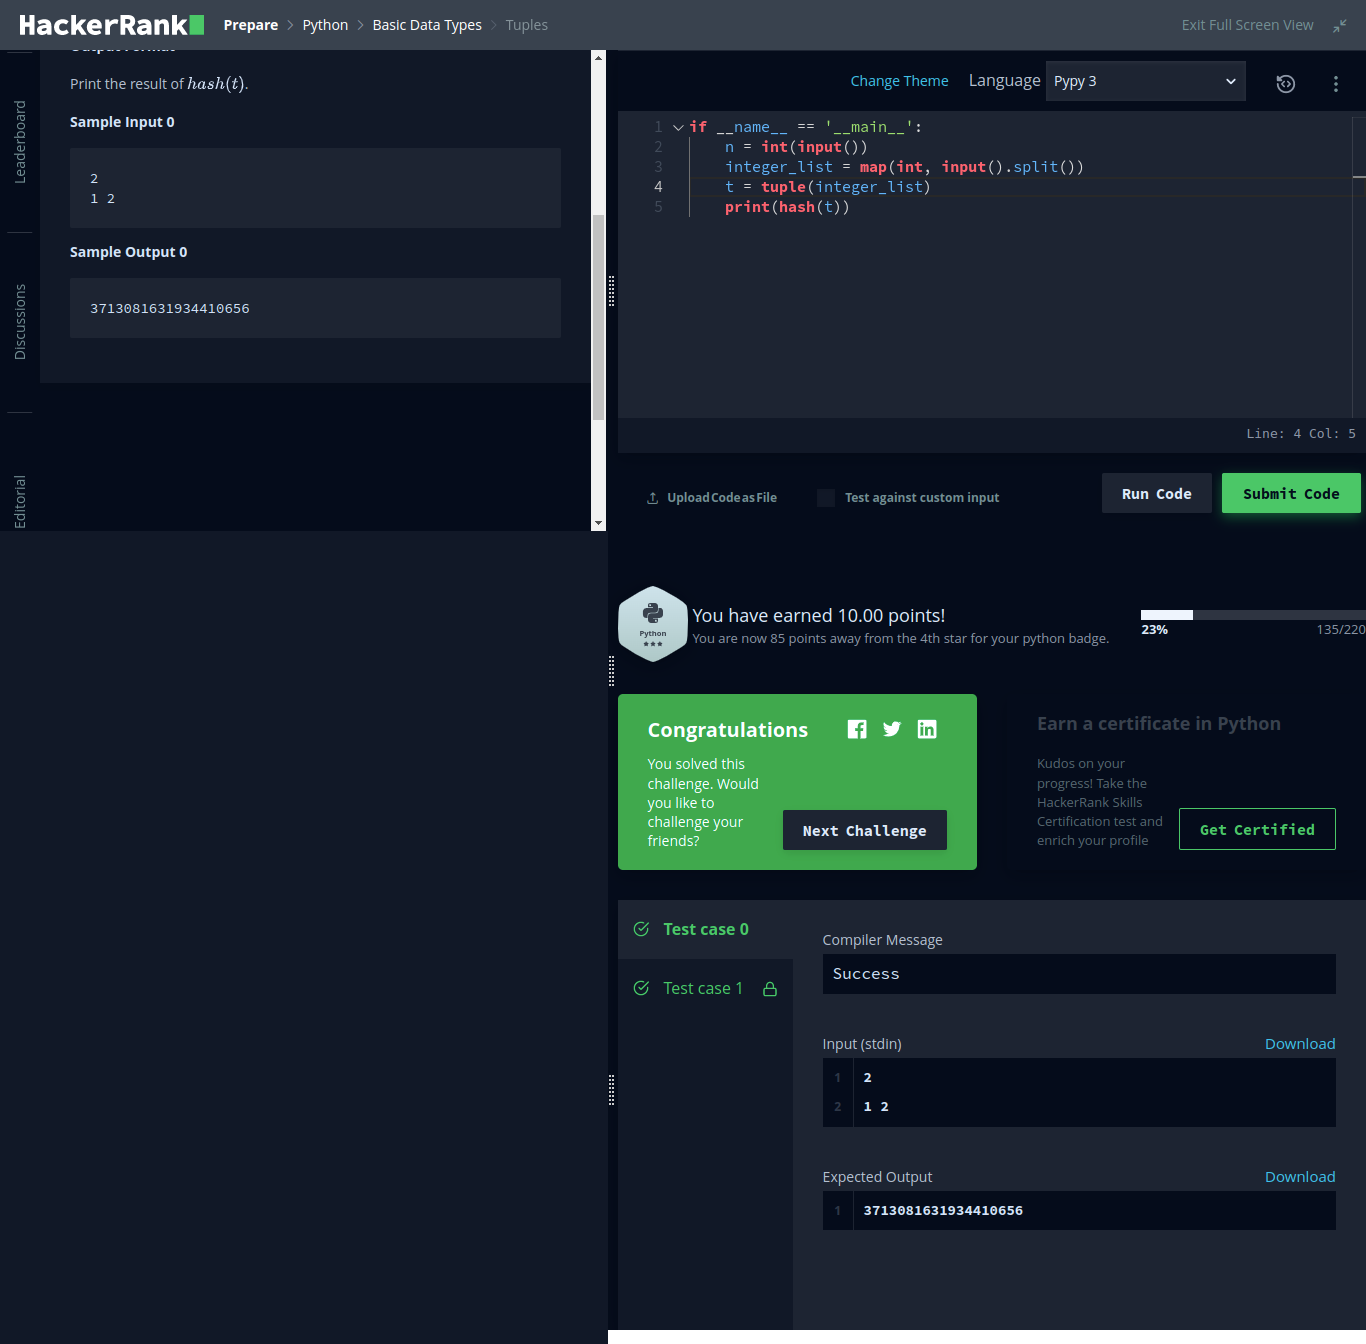 HackerRank
Prepare > Python > Basic Data Types > Tuples
Exit Full Screen View
Leaderboard
Discussions
Editorial
Output Format
Print the result of hash(t).
Sample Input 0
2
1 2
Sample Output 0
3713081631934410656
Change Theme
Language
Pypy 3
1 if __name__ == '__main__':
2 n = int(input())
3 integer_list = map(int, input().split())
4 t = tuple(integer_list)
5 print(hash(t))
Line: 4 Col: 5
Upload Code as File
Test against custom input
Run Code
Submit Code
Python
You have earned 10.00 points!
You are now 85 points away from the 4th star for your python badge.
23%
135/220
Congratulations
You solved this
challenge. Would
you like to
challenge your
friends?
Next Challenge
Earn a certificate in Python
Kudos on your
progress! Take the
HackerRank Skills
Certification test and
enrich your profile
Get Certified
Test case 0
Test case 1
Compiler Message
Success
Input (stdin)
Download
1 2
2 1 2
Expected Output
Download
1 3713081631934410656